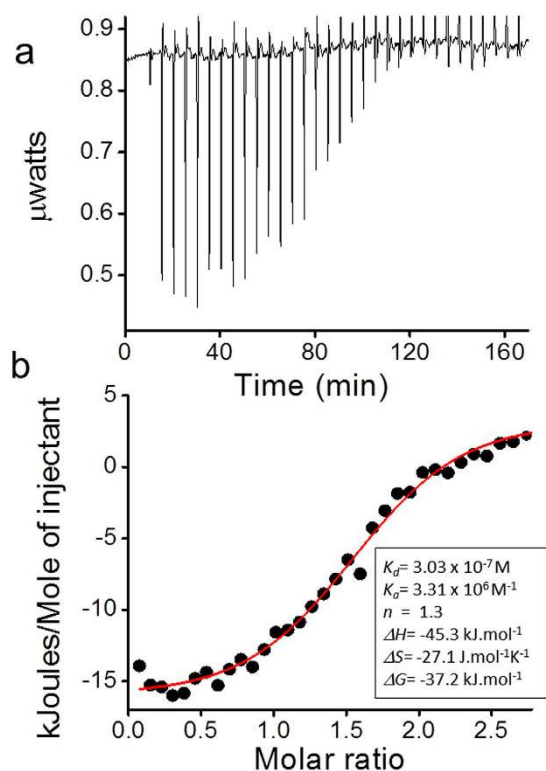 a
0.9
0.8
0.7
0.6
0.5
μwatts
0 40 80 120 160
Time (min)
b
5
0
-5
-10
-15
kJoules/Mole of injectant
K_d= 3.03 x 10⁻⁷ M
K_a= 3.31 x 10⁶ M⁻¹
n = 1.3
ΔH= -45.3 kJ.mol⁻¹
ΔS= -27.1 J.mol⁻¹K⁻¹
ΔG= -37.2 kJ.mol⁻¹
0.0 0.5 1.0 1.5 2.0 2.5
Molar ratio